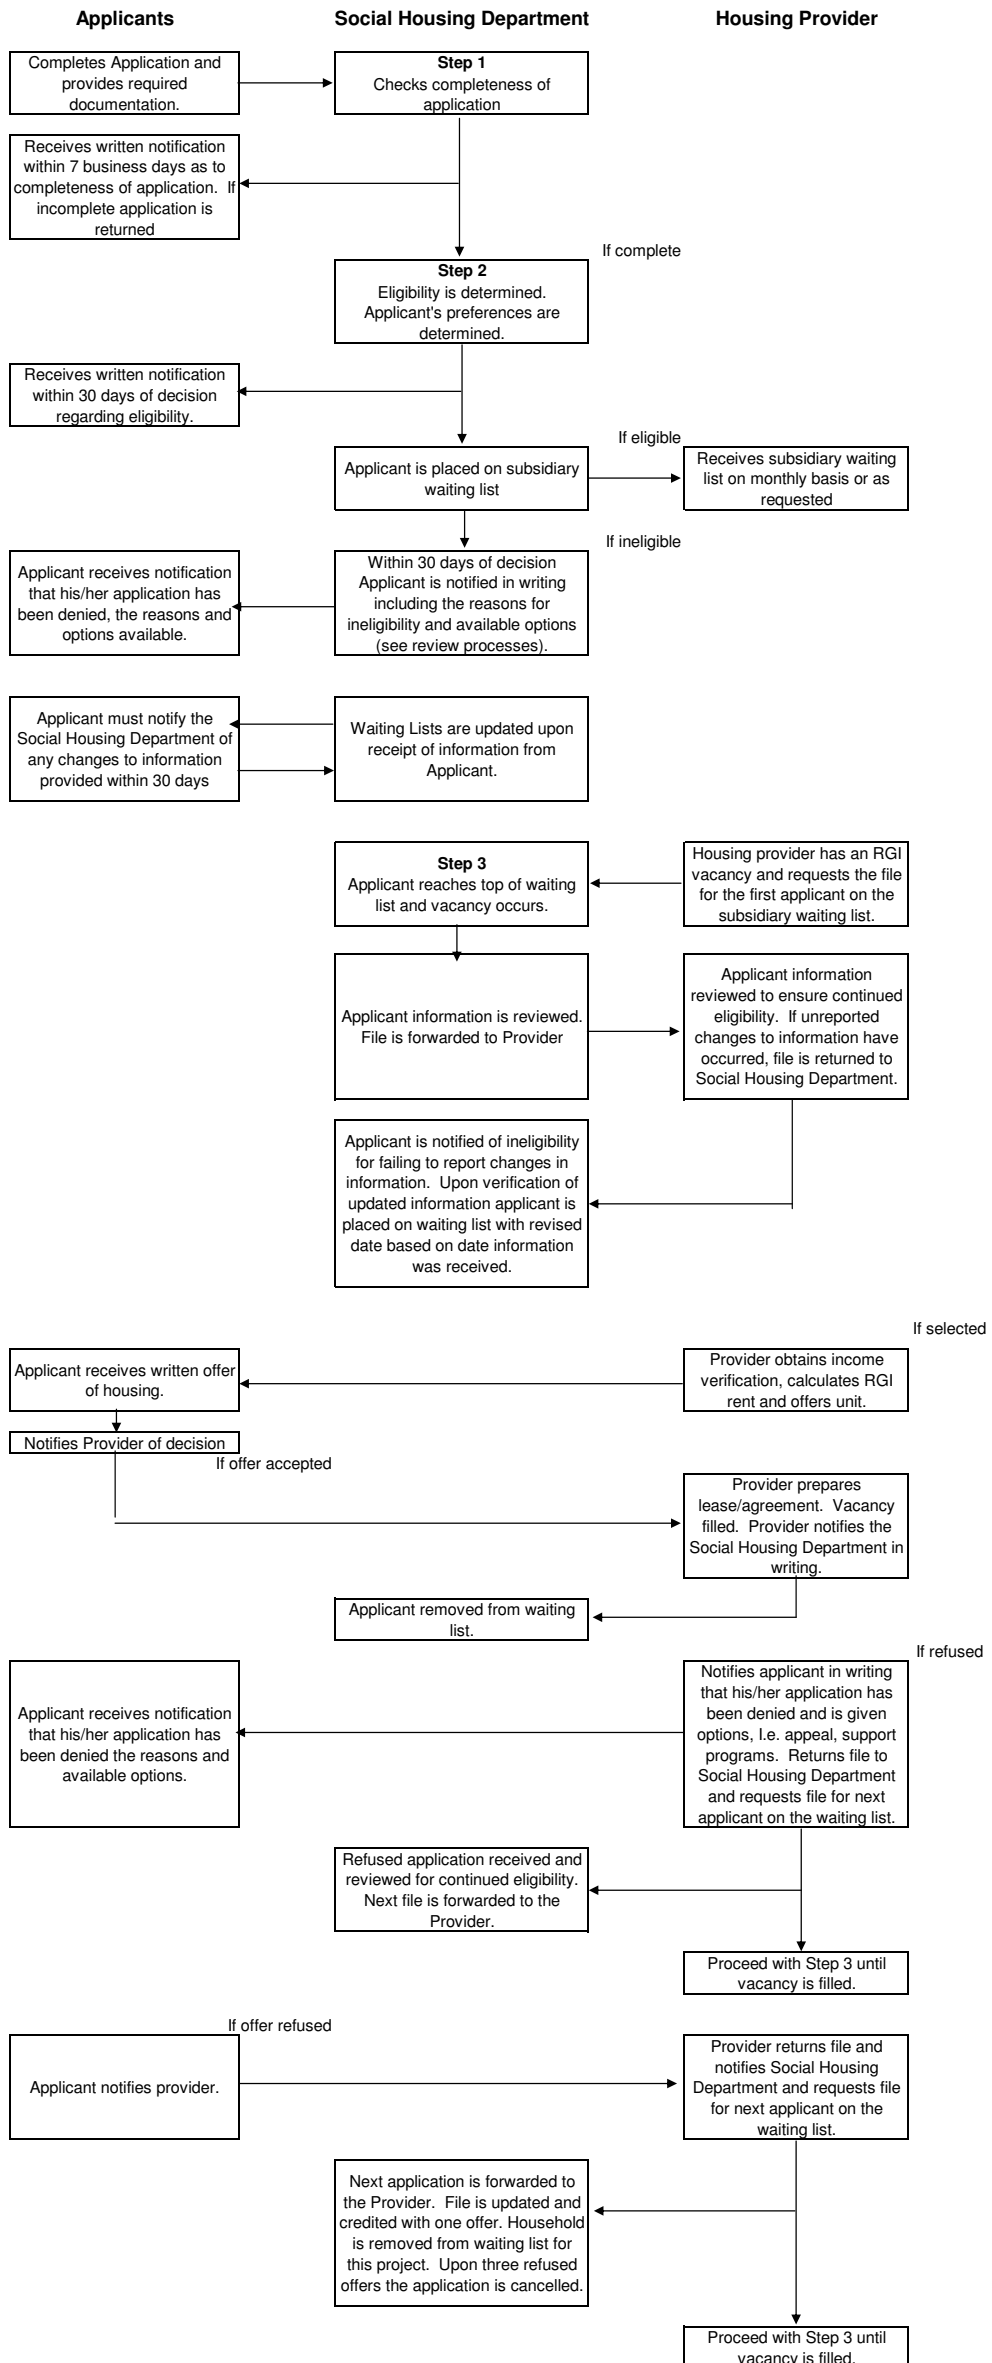 Applicants
Social Housing Department
Housing Provider
Completes Application and
provides required
documentation.
Step 1
Checks completeness of
application
Receives written notification
within 7 business days as to
completeness of application.  If
incomplete application is
returned
If complete
Step 2
Eligibility is determined.
Applicant's preferences are
determined.
Receives written notification
within 30 days of decision
regarding eligibility.
If eligible
Applicant is placed on subsidiary
waiting list
Receives subsidiary waiting
list on monthly basis or as
requested
If ineligible
Applicant receives notification
that his/her application has
been denied, the reasons and
options available.
Within 30 days of decision
Applicant is notified in writing
including the reasons for
ineligibility and available options
(see review processes).
Applicant must notify the
Social Housing Department of
any changes to information
provided within 30 days
Waiting Lists are updated upon
receipt of information from
Applicant.
Step 3
Applicant reaches top of waiting
list and vacancy occurs.
Housing provider has an RGI
vacancy and requests the file
for the first applicant on the
subsidiary waiting list.
Applicant information is reviewed.
File is forwarded to Provider
Applicant information
reviewed to ensure continued
eligibility.  If unreported
changes to information have
occurred, file is returned to
Social Housing Department.
Applicant is notified of ineligibility
for failing to report changes in
information.  Upon verification of
updated information applicant is
placed on waiting list with revised
date based on date information
was received.
If selected
Applicant receives written offer
of housing.
Provider obtains income
verification, calculates RGI
rent and offers unit.
Notifies Provider of decision
If offer accepted
Provider prepares
lease/agreement.  Vacancy
filled.  Provider notifies the
Social Housing Department in
writing.
Applicant removed from waiting
list.
If refused
Applicant receives notification
that his/her application has
been denied the reasons and
available options.
Notifies applicant in writing
that his/her application has
been denied and is given
options, I.e. appeal, support
programs.  Returns file to
Social Housing Department
and requests file for next
applicant on the waiting list.
Refused application received and
reviewed for continued eligibility.
Next file is forwarded to the
Provider.
Proceed with Step 3 until
vacancy is filled.
If offer refused
Applicant notifies provider.
Provider returns file and
notifies Social Housing
Department and requests file
for next applicant on the
waiting list.
Next application is forwarded to
the Provider.  File is updated and
credited with one offer. Household
is removed from waiting list for
this project.  Upon three refused
offers the application is cancelled.
Proceed with Step 3 until
vacancy is filled.